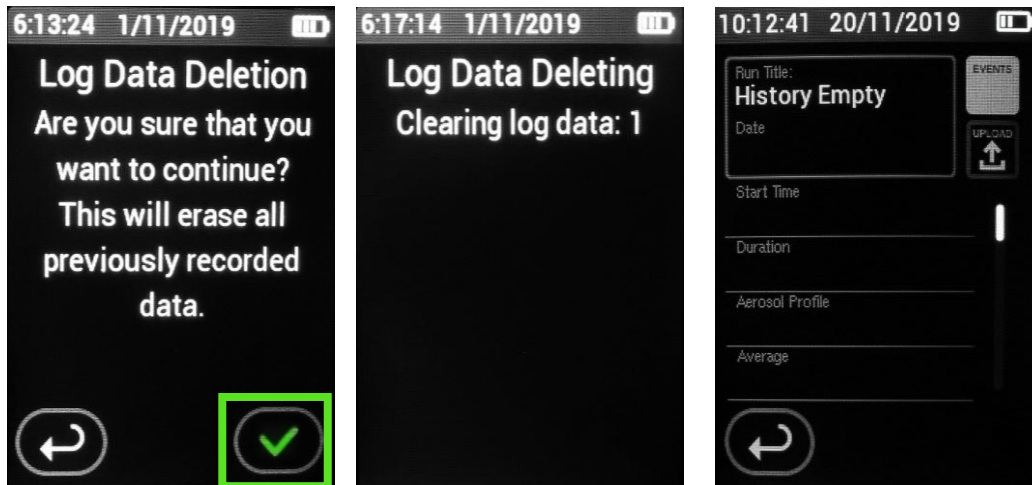 6:13:24 1/11/2019
Log Data Deletion
Are you sure that you
want to continue?
This will erase all
previously recorded
data.
6:17:14 1/11/2019
Log Data Deleting
Clearing log data: 1
10:12:41 20/11/2019
Run Title:
History Empty
Date
EVENTS
UPLOAD
Start Time
Duration
Aerosol Profile
Average